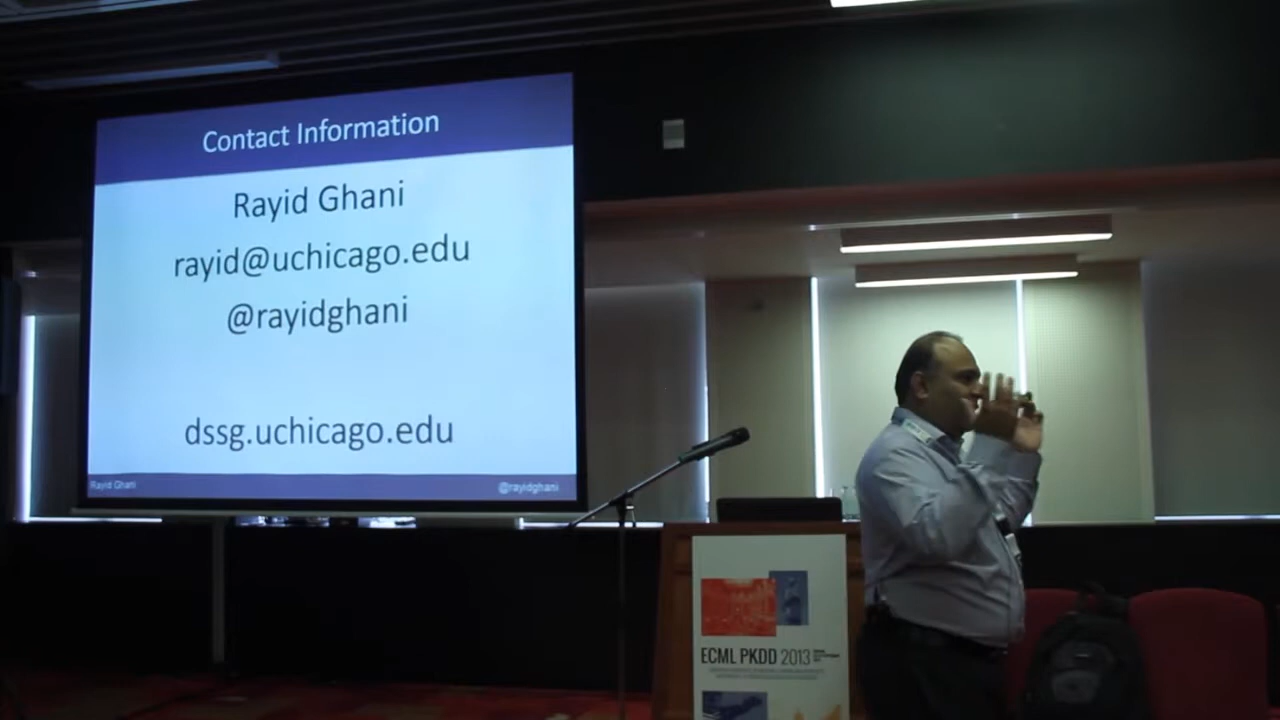 Contact Information
Rayid Ghani
rayid@uchicago.edu
@rayidghani
dssg.uchicago.edu
Rayid Ghani
@rayidghani
ECML PKDD 2013